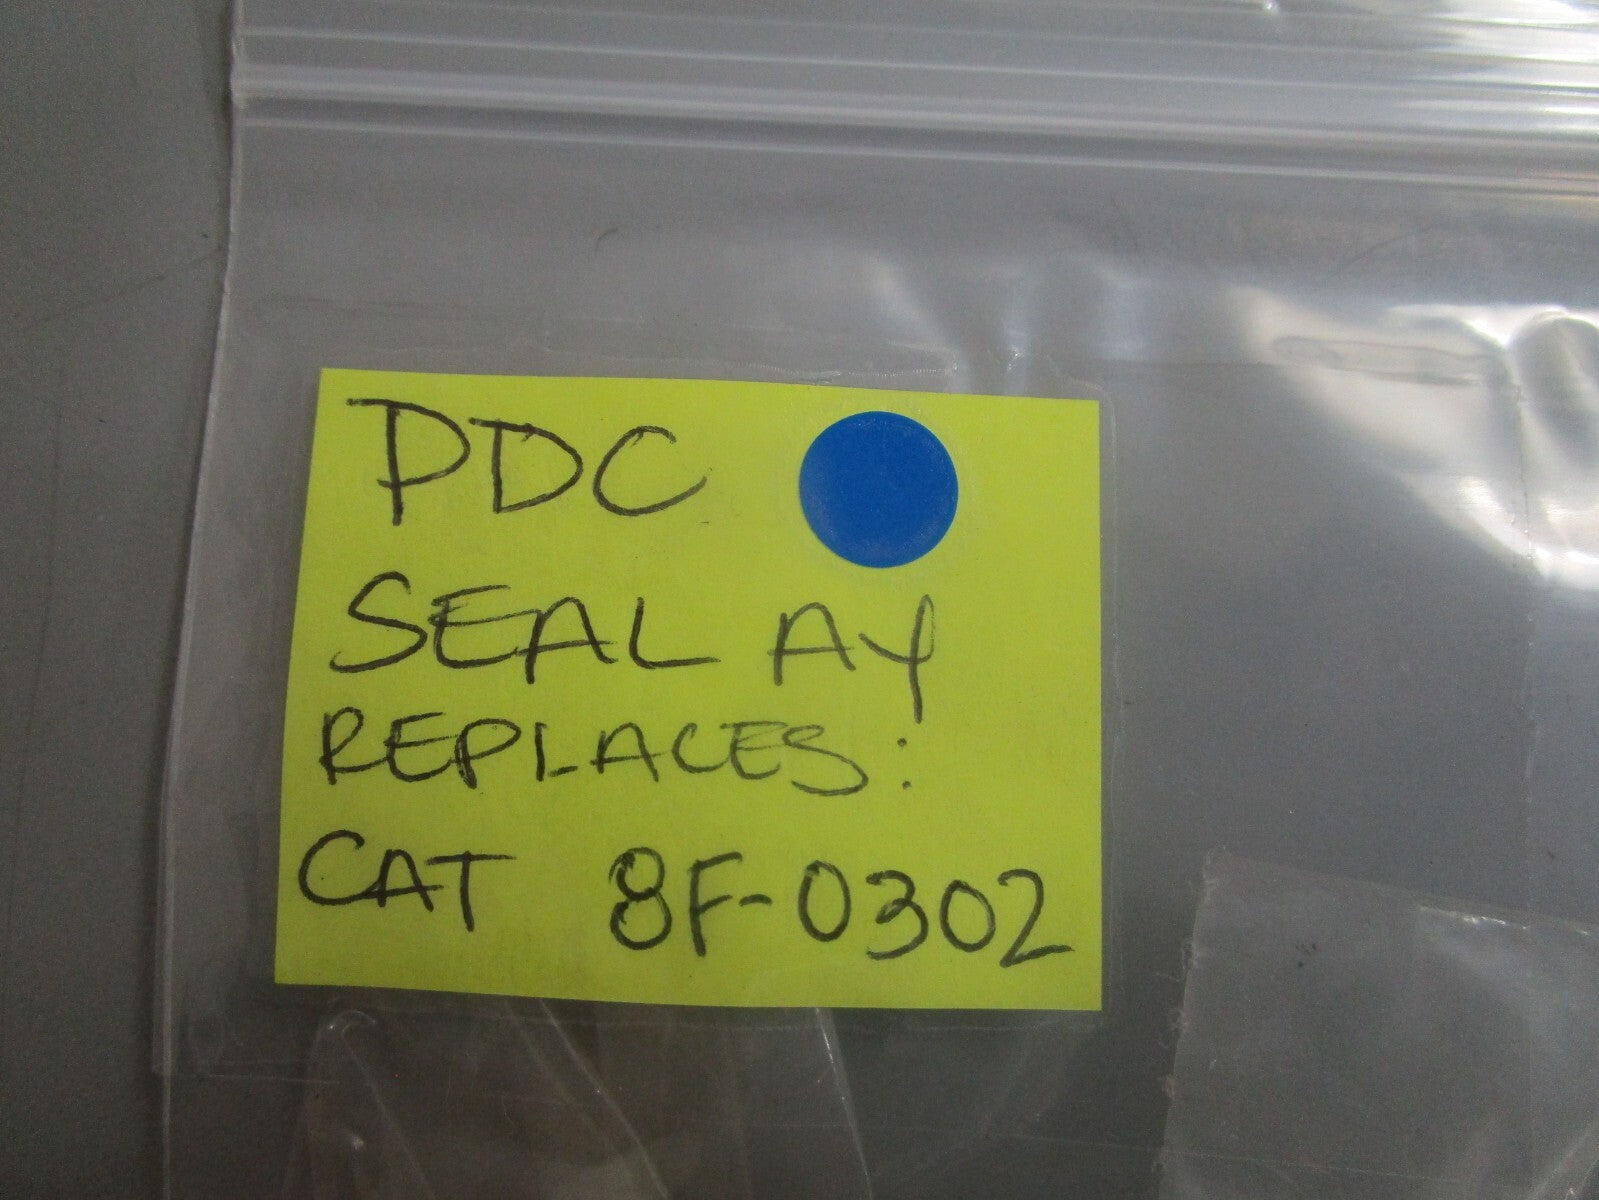 PDC
SEAL AY
REPLACES:
CAT 8F-0302